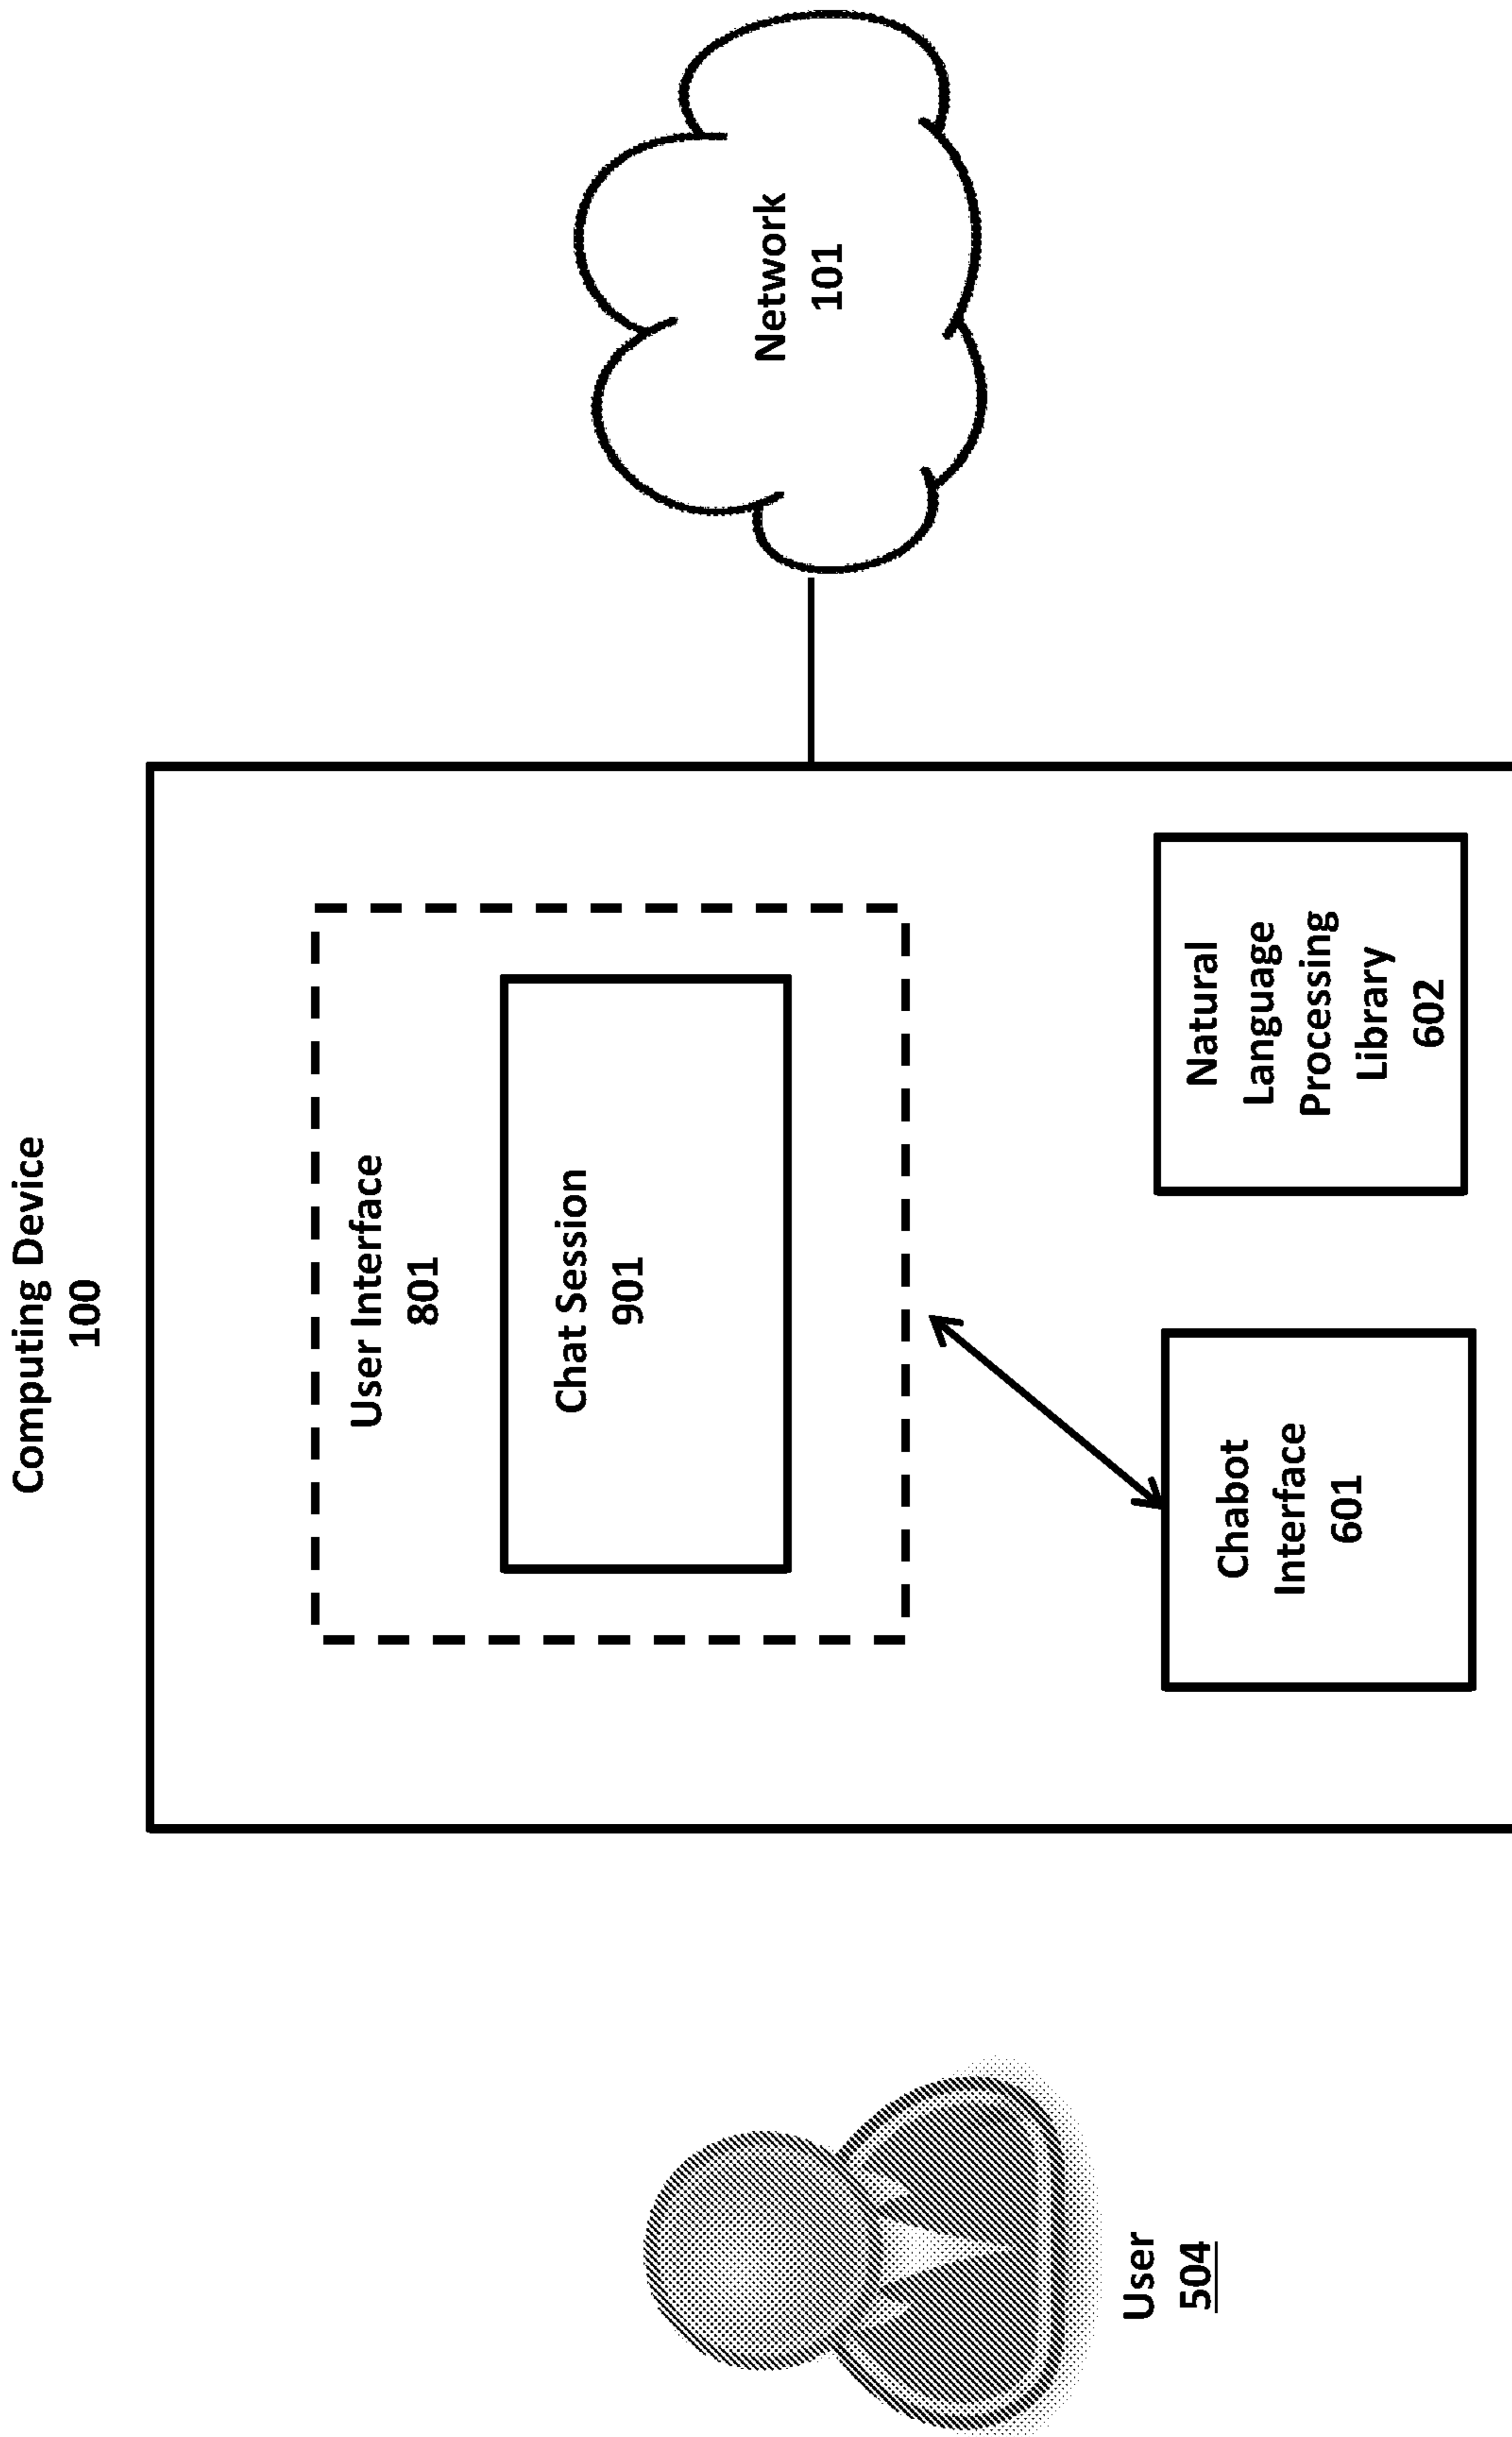 Computing Device
100
User Interface
801
Chat Session
901
Chabot
Interface
601
Natural
Language
Processing
Library
602
Network
101
User
504